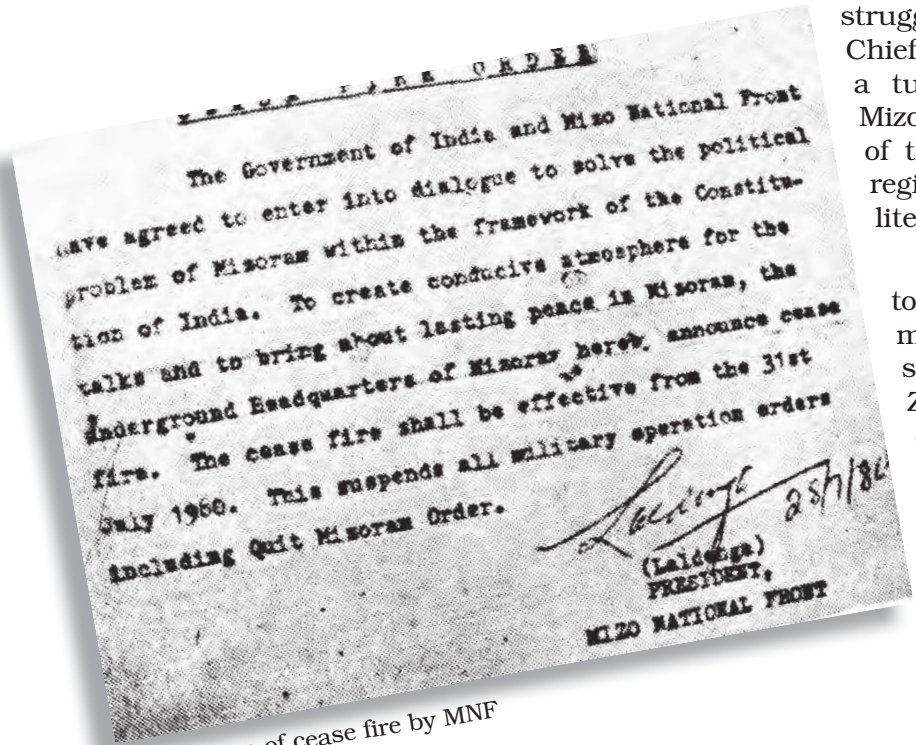 CEASE FIRE ORDER
The Government of India and Mizo National Front
have agreed to enter into dialogue to solve the political
problem of Mizoram within the framework of the Constitu-
tion of India. To create conducive atmosphere for the
talks and to bring about lasting peace in Mizoram, the
Underground Headquarters of Mizoram hereby announce cease
fire. The cease fire shall be effective from the 31st
July 1980. This suspends all military operation orders
including Quit Mizoram Order.
(Laldenga)
PRESIDENT,
MIZO NATIONAL FRONT
of cease fire by MNF
strugg
Chief
a tu
Mizo
of th
regi
lite
to
m
s
Z